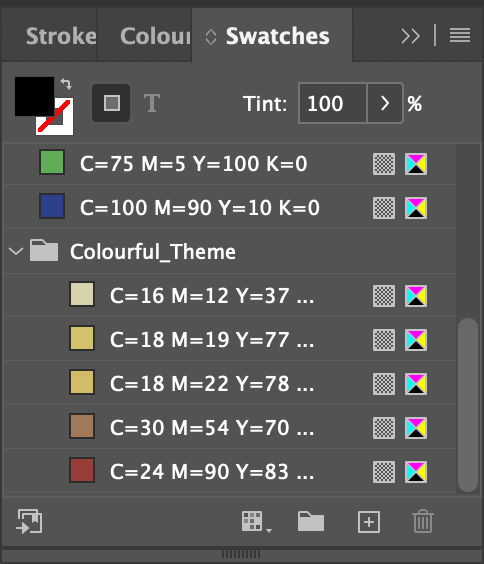 Stroke Colour Swatches
T Tint: 100 %
C=75 M=5 Y=100 K=0
C=100 M=90 Y=10 K=0
Colourful_Theme
C=16 M=12 Y=37 ...
C=18 M=19 Y=77 ...
C=18 M=22 Y=78 ...
C=30 M=54 Y=70 ...
C=24 M=90 Y=83 ...